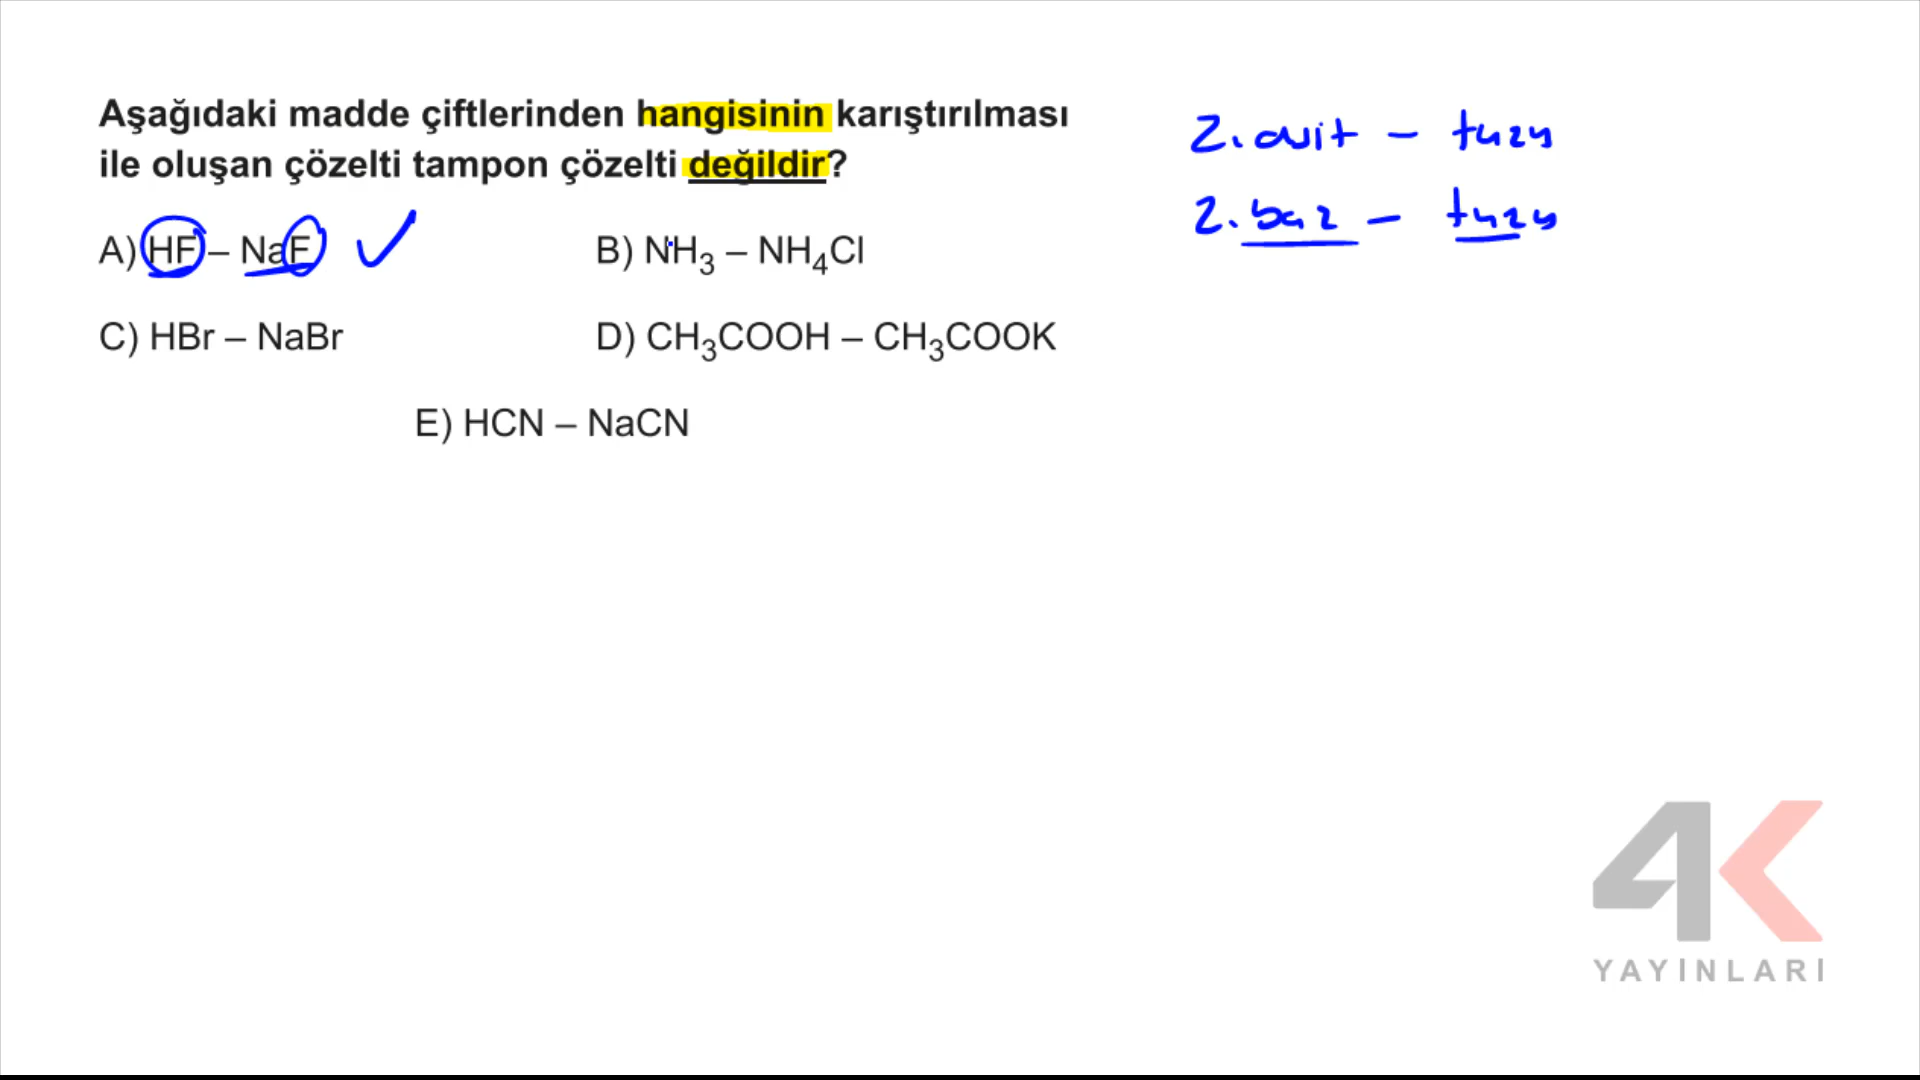 Aşağıdaki madde çiftlerinden hangisinin karıştırılması
ile oluşan çözelti tampon çözelti değildir?
A) HF – NaF
B) NH₃ – NH₄Cl
C) HBr – NaBr
D) CH₃COOH – CH₃COOK
E) HCN – NaCN
Z. asit – tuzu
Z. baz – tuzu
4K
YAYINLARI